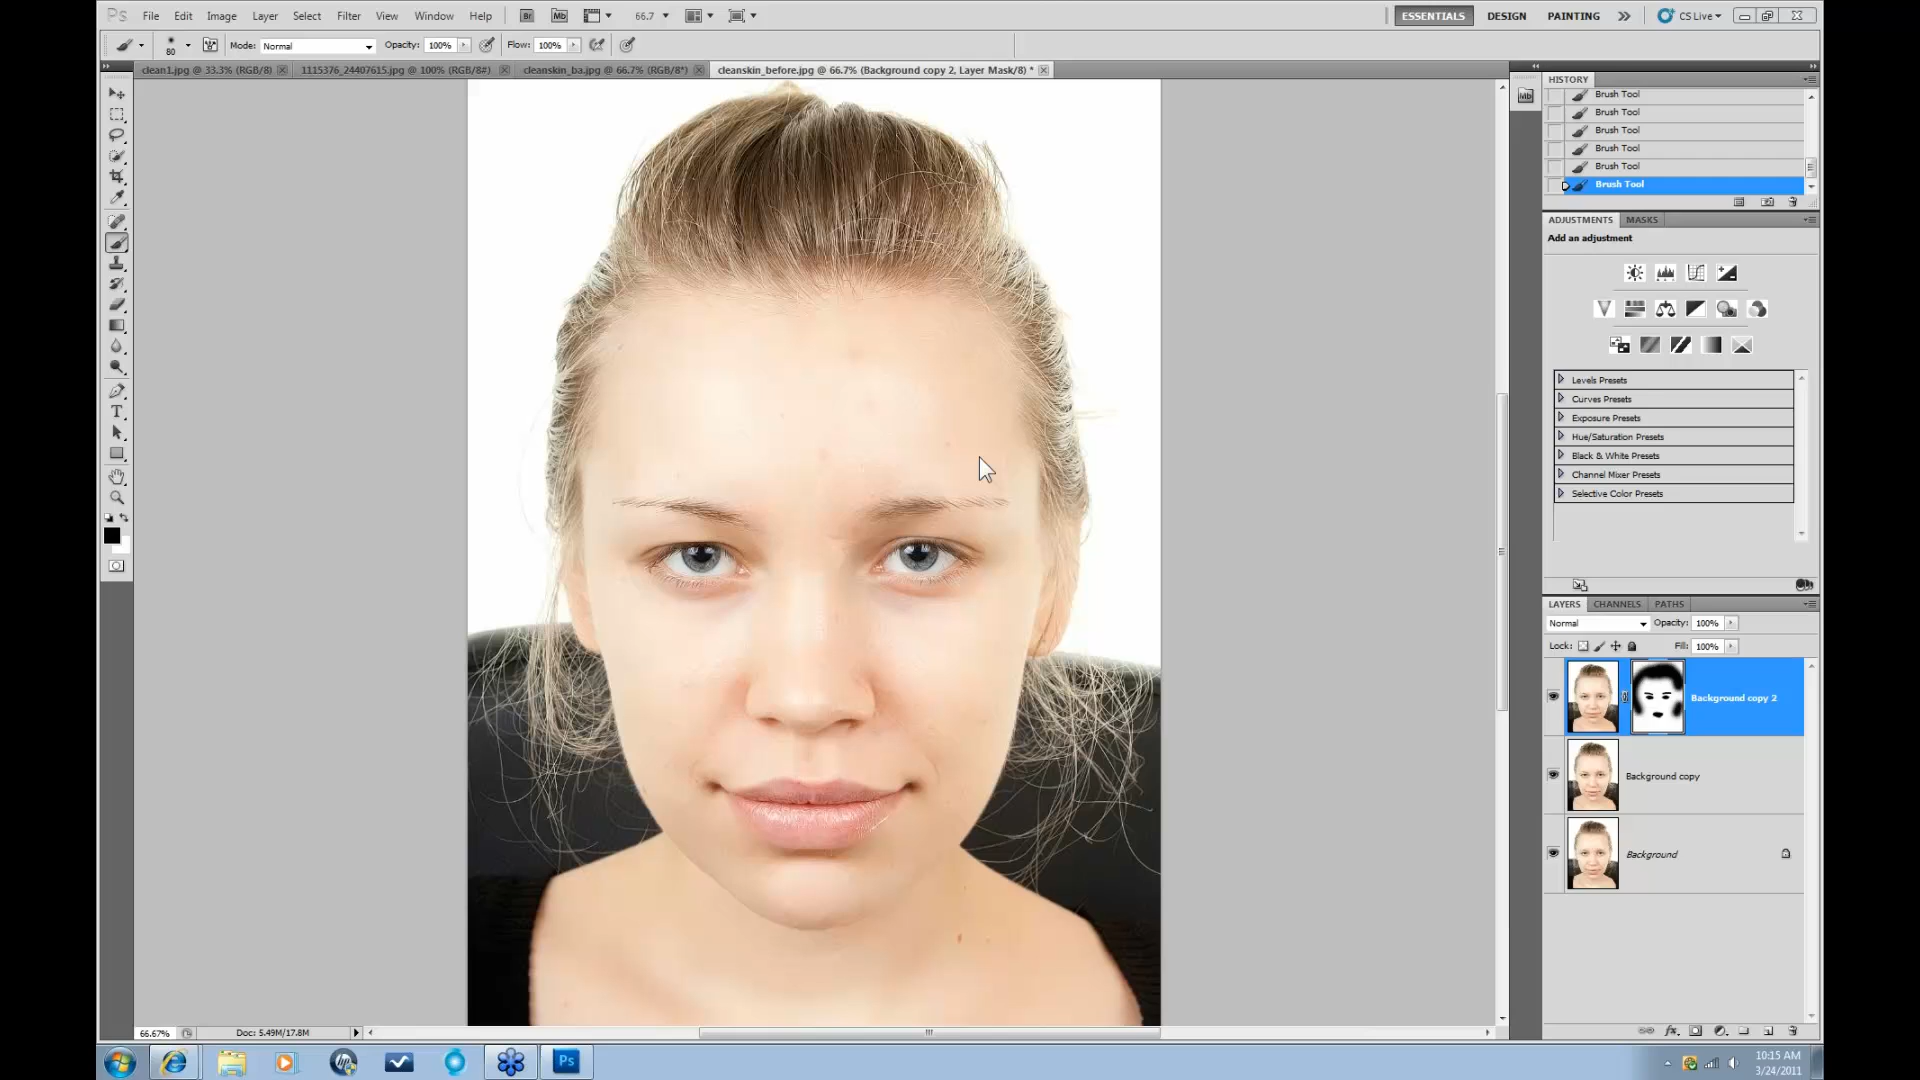 Ps File Edit Image Layer Select Filter View Window Help Br Mb 66.7 ESSENTIALS DESIGN PAINTING CS Live
80 Mode: Normal Opacity: 100% Flow: 100%
clean1.jpg @ 33.3% (RGB/8) 1115376_24407615.jpg @ 100% (RGB/8#) cleanskin_ba.jpg @ 66.7% (RGB/8*) cleanskin_before.jpg @ 66.7% (Background copy 2, Layer Mask/8) *
HISTORY
Mb
Brush Tool
Brush Tool
Brush Tool
Brush Tool
Brush Tool
Brush Tool
ADJUSTMENTS MASKS
Add an adjustment
Levels Presets
Curves Presets
Exposure Presets
Hue/Saturation Presets
Black & White Presets
Channel Mixer Presets
Selective Color Presets
T
LAYERS CHANNELS PATHS
Normal Opacity: 100%
Lock: Fill: 100%
Background copy 2
Background copy
Background
66.67% Doc: 5.49M/17.8M
fx
hp
Ps
10:15 AM
3/24/2011